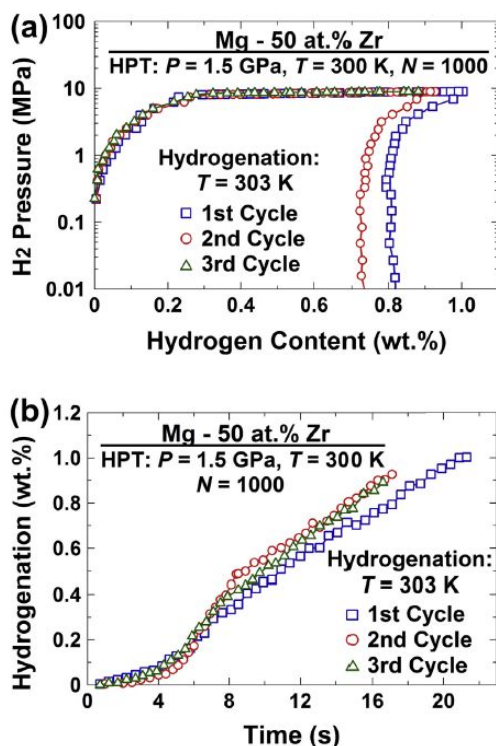 (a)
Mg - 50 at.% Zr
HPT: P = 1.5 GPa, T = 300 K, N = 1000
H2 Pressure (MPa)
100
10
1
0.1
0.01
Hydrogenation:
T = 303 K
1st Cycle
2nd Cycle
3rd Cycle
0 0.2 0.4 0.6 0.8 1.0
Hydrogen Content (wt.%)
(b)
Mg - 50 at.% Zr
HPT: P = 1.5 GPa, T = 300 K
N = 1000
Hydrogenation (wt.%)
1.2
1.0
0.8
0.6
0.4
0.2
0
Hydrogenation:
T = 303 K
1st Cycle
2nd Cycle
3rd Cycle
0 4 8 12 16 20
Time (s)